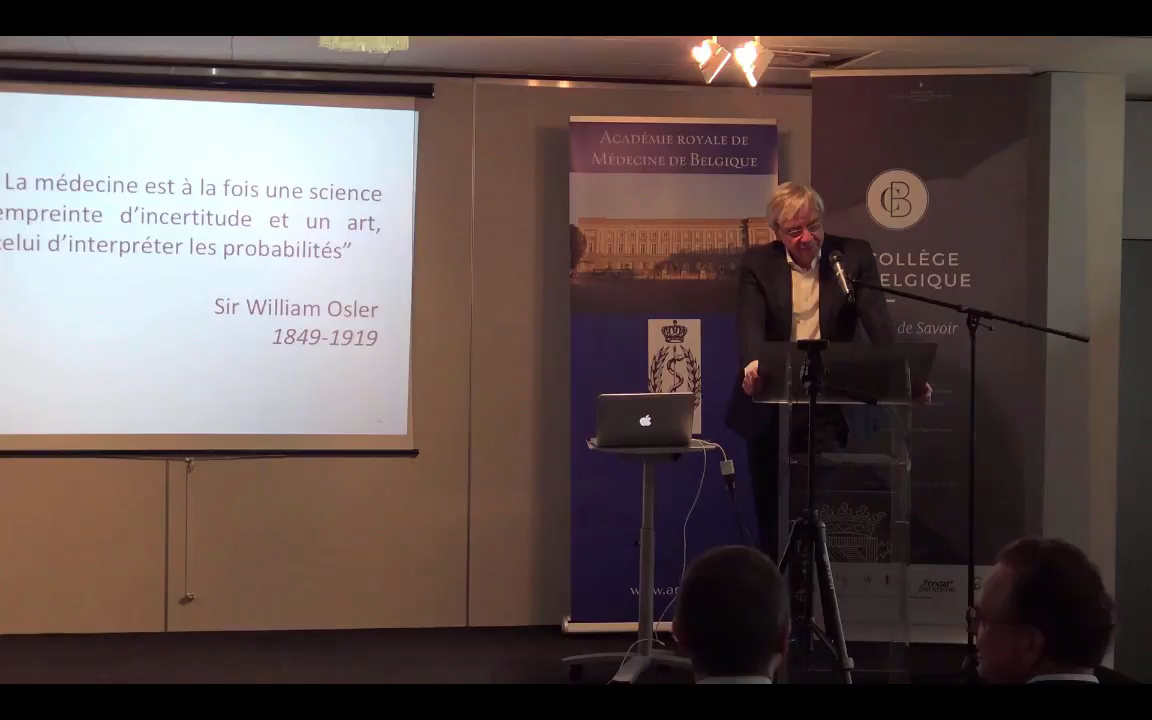 La médecine est à la fois une science
empreinte d’incertitude et un art,
celui d’interpréter les probabilités”
Sir William Osler
1849-1919
Académie royale de
Médecine de Belgique
CB
COLLÈGE
BELGIQUE
de Savoir